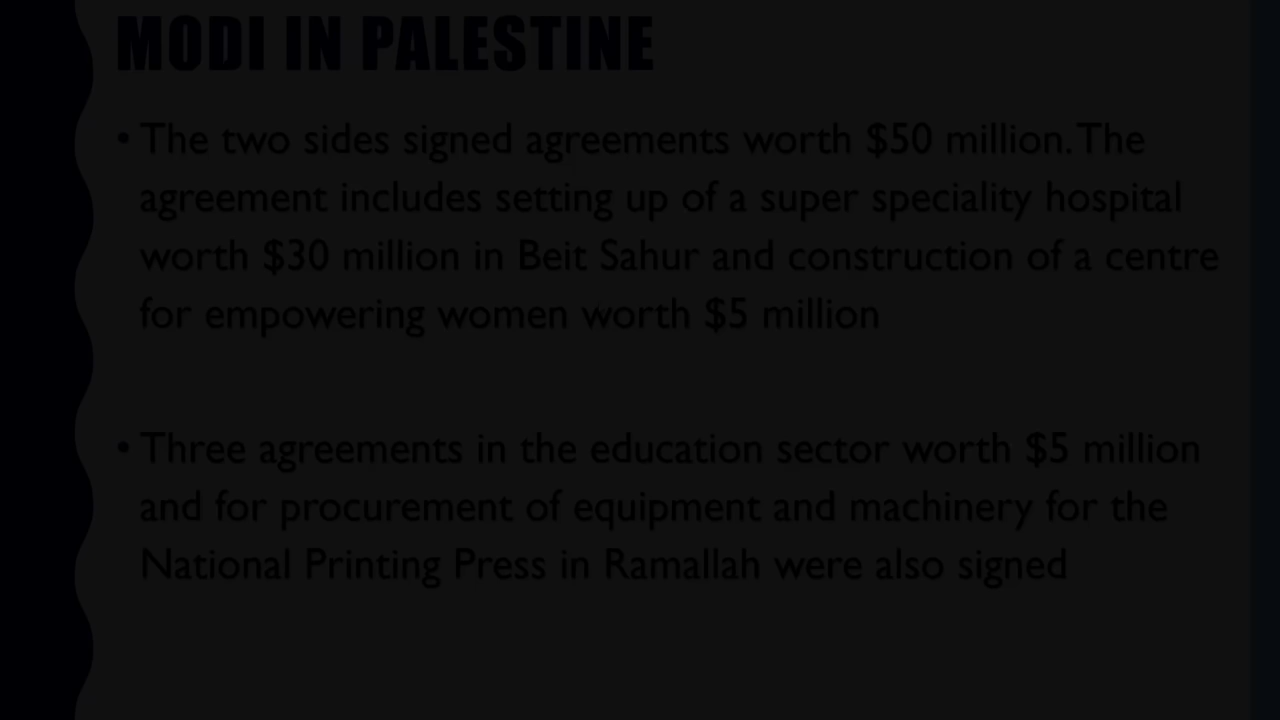 MODI IN PALESTINE
• The two sides signed agreements worth $50 million. The
agreement includes setting up of a super speciality hospital
worth $30 million in Beit Sahur and construction of a centre
for empowering women worth $5 million
• Three agreements in the education sector worth $5 million
and for procurement of equipment and machinery for the
National Printing Press in Ramallah were also signed